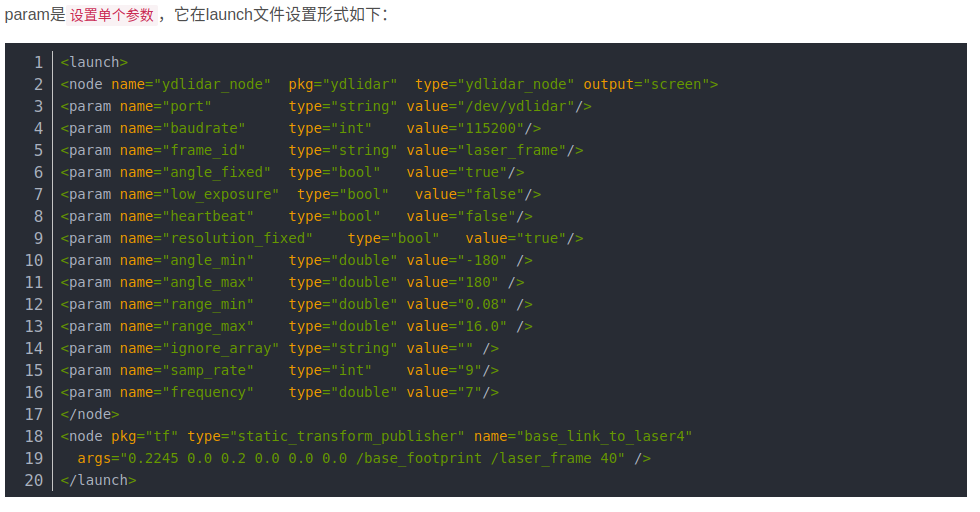 param是设置单个参数，它在launch文件设置形式如下：
1 <launch>
2 <node name="ydlidar_node"  pkg="ydlidar"  type="ydlidar_node" output="screen">
3 <param name="port"         type="string" value="/dev/ydlidar"/>
4 <param name="baudrate"     type="int"    value="115200"/>
5 <param name="frame_id"     type="string" value="laser_frame"/>
6 <param name="angle_fixed"  type="bool"   value="true"/>
7 <param name="low_exposure"  type="bool"   value="false"/>
8 <param name="heartbeat"    type="bool"   value="false"/>
9 <param name="resolution_fixed"    type="bool"   value="true"/>
10 <param name="angle_min"    type="double" value="-180" />
11 <param name="angle_max"    type="double" value="180" />
12 <param name="range_min"    type="double" value="0.08" />
13 <param name="range_max"    type="double" value="16.0" />
14 <param name="ignore_array" type="string" value="" />
15 <param name="samp_rate"    type="int"    value="9"/>
16 <param name="frequency"    type="double" value="7"/>
17 </node>
18 <node pkg="tf" type="static_transform_publisher" name="base_link_to_laser4"
19   args="0.2245 0.0 0.2 0.0 0.0 0.0 /base_footprint /laser_frame 40" />
20 </launch>